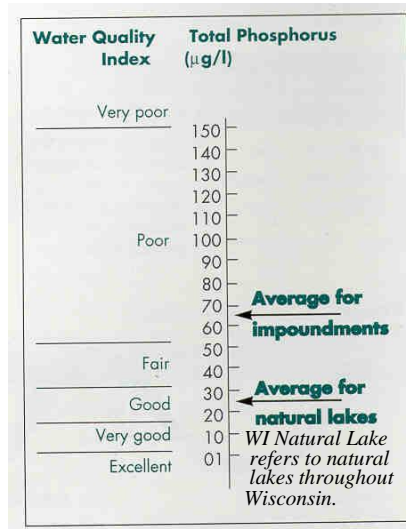 Water Quality Index
Total Phosphorus (µg/l)
Very poor
150
140
130
120
110
Poor
100
90
80
70
Average for impoundments
60
50
Fair
40
30
Average for natural lakes
Good
20
Very good
10
WI Natural Lake
refers to natural
lakes throughout
Wisconsin.
Excellent
01